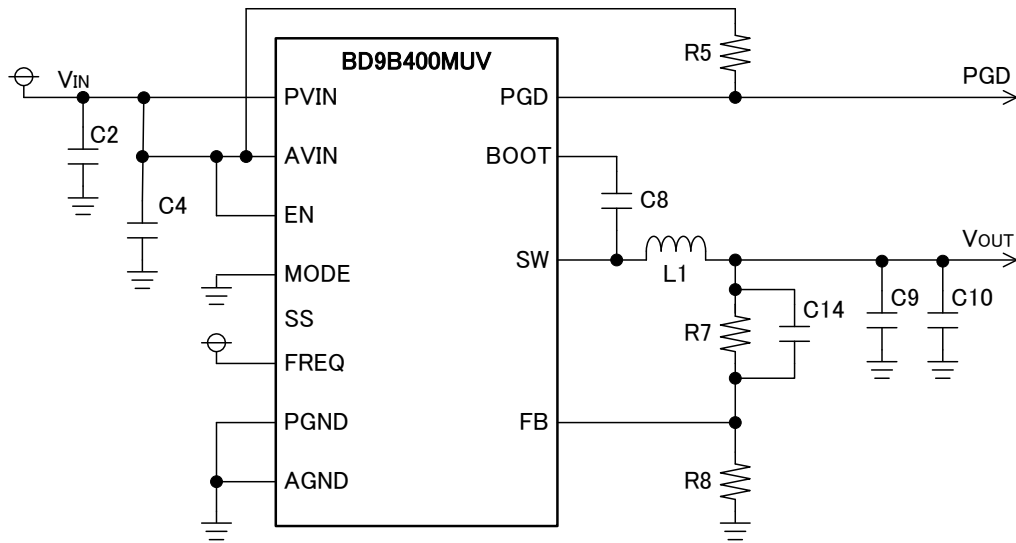 BD9B400MUV
R5
VIN
PVIN
PGD
PGD
C2
AVIN
BOOT
C4
C8
EN
SW
L1
VOUT
MODE
SS
R7
C14
C9
C10
FREQ
PGND
FB
AGND
R8